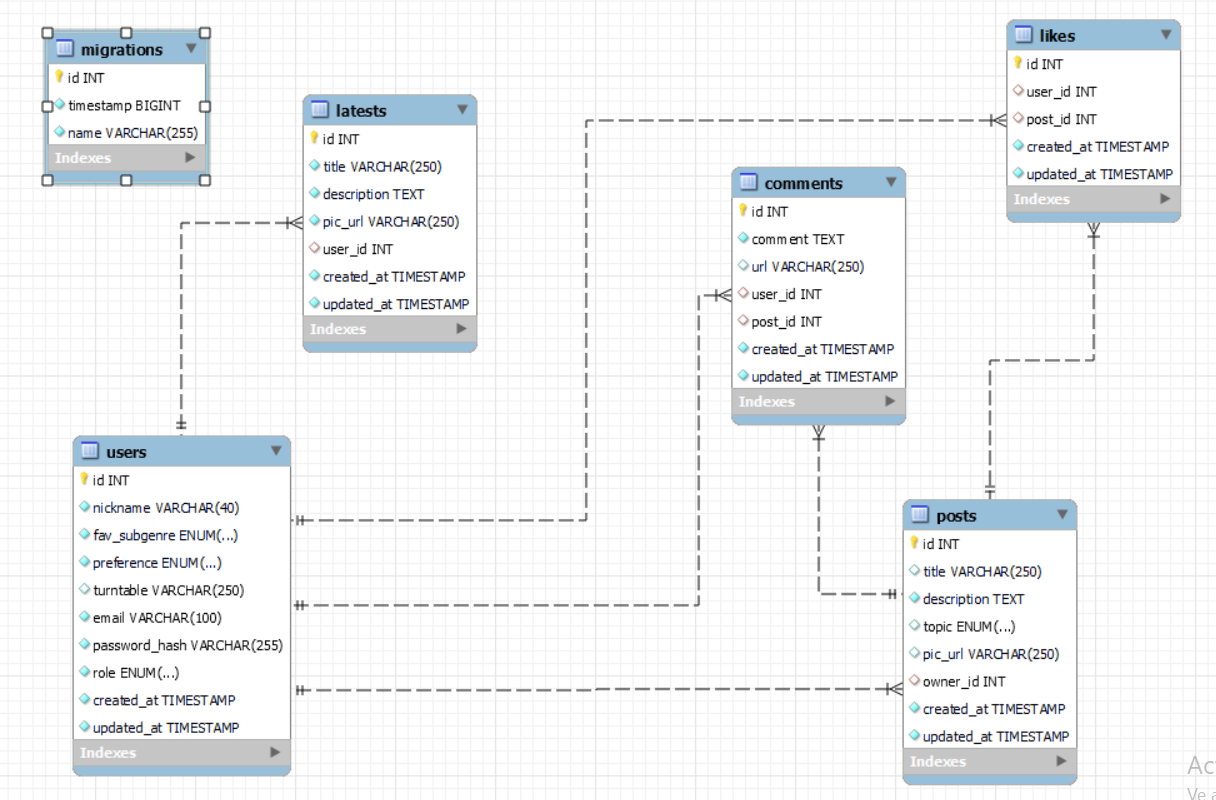 migrations
id INT
timestamp BIGINT
name VARCHAR(255)
Indexes
latests
id INT
title VARCHAR(250)
description TEXT
pic_url VARCHAR(250)
user_id INT
created_at TIMESTAMP
updated_at TIMESTAMP
Indexes
likes
id INT
user_id INT
post_id INT
created_at TIMESTAMP
updated_at TIMESTAMP
Indexes
comments
id INT
comment TEXT
url VARCHAR(250)
user_id INT
post_id INT
created_at TIMESTAMP
updated_at TIMESTAMP
Indexes
users
id INT
nickname VARCHAR(40)
fav_subgenre ENUM(...)
preference ENUM(...)
turntable VARCHAR(250)
email VARCHAR(100)
password_hash VARCHAR(255)
role ENUM(...)
created_at TIMESTAMP
updated_at TIMESTAMP
Indexes
posts
id INT
title VARCHAR(250)
description TEXT
topic ENUM(...)
pic_url VARCHAR(250)
owner_id INT
created_at TIMESTAMP
updated_at TIMESTAMP
Indexes